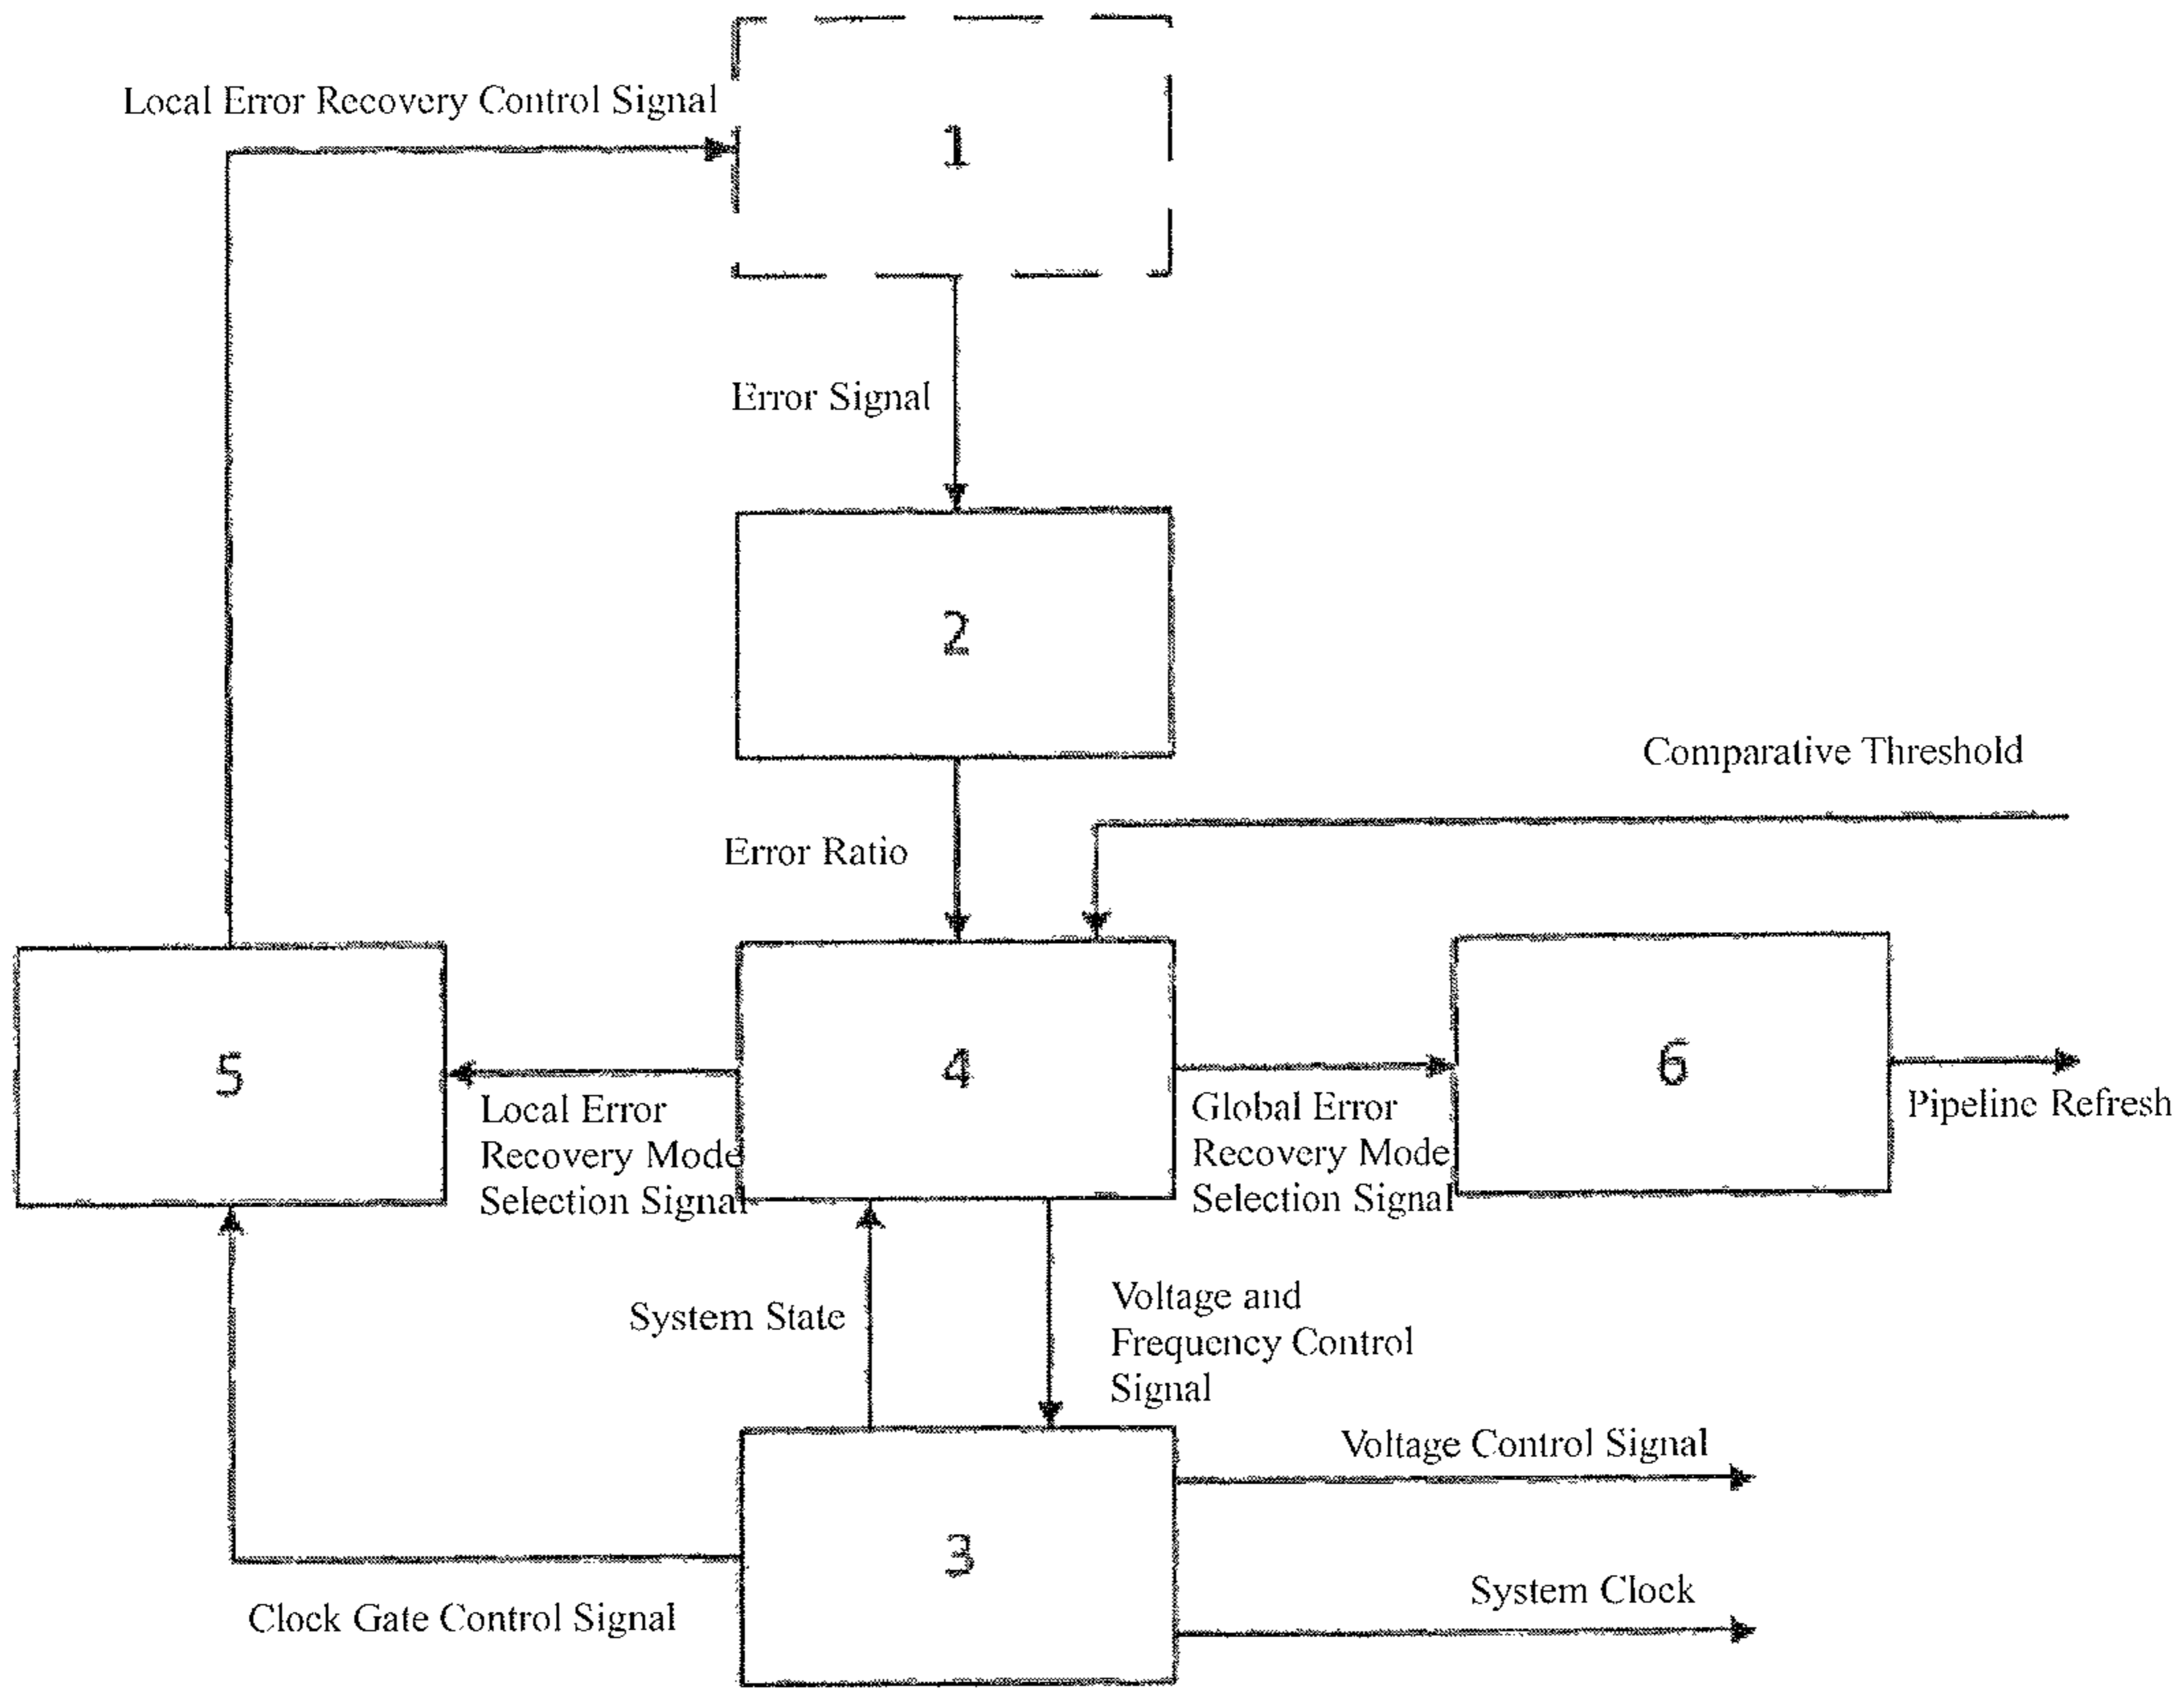 Local Error Recovery Control Signal
1
Error Signal
2
Comparative Threshold
Error Ratio
5
4
6
Local Error
Recovery Mode
Selection Signal
Global Error
Recovery Mode
Selection Signal
Pipeline Refresh
System State
Voltage and
Frequency Control
Signal
3
Voltage Control Signal
System Clock
Clock Gate Control Signal